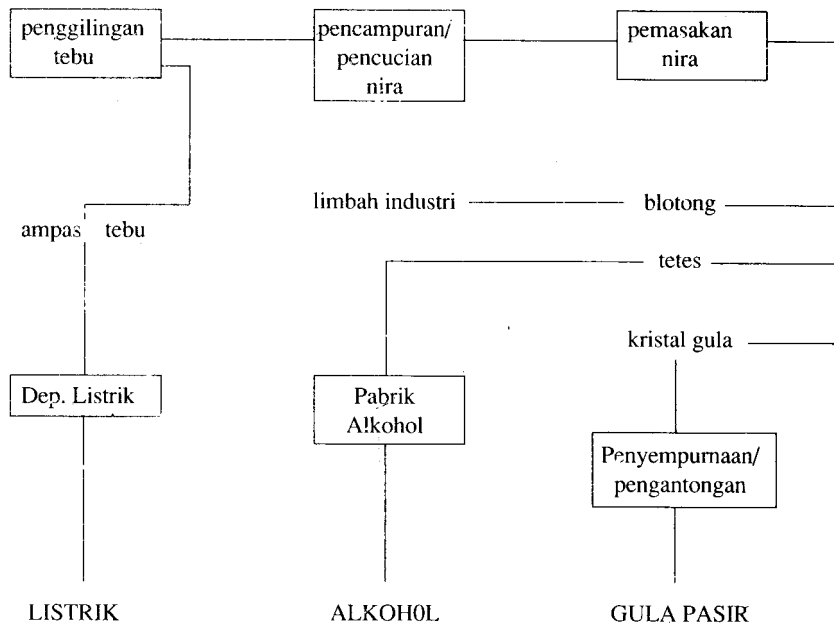 penggilingan
tebu
pencampuran/
pencucian
nira
pemasakan
nira
limbah industri
blotong
ampas tebu
tetes
kristal gula
Dep. Listrik
Pabrik
Alkohol
Penyempurnaan/
pengantongan
LISTRIK
ALKOHOL
GULA PASIR